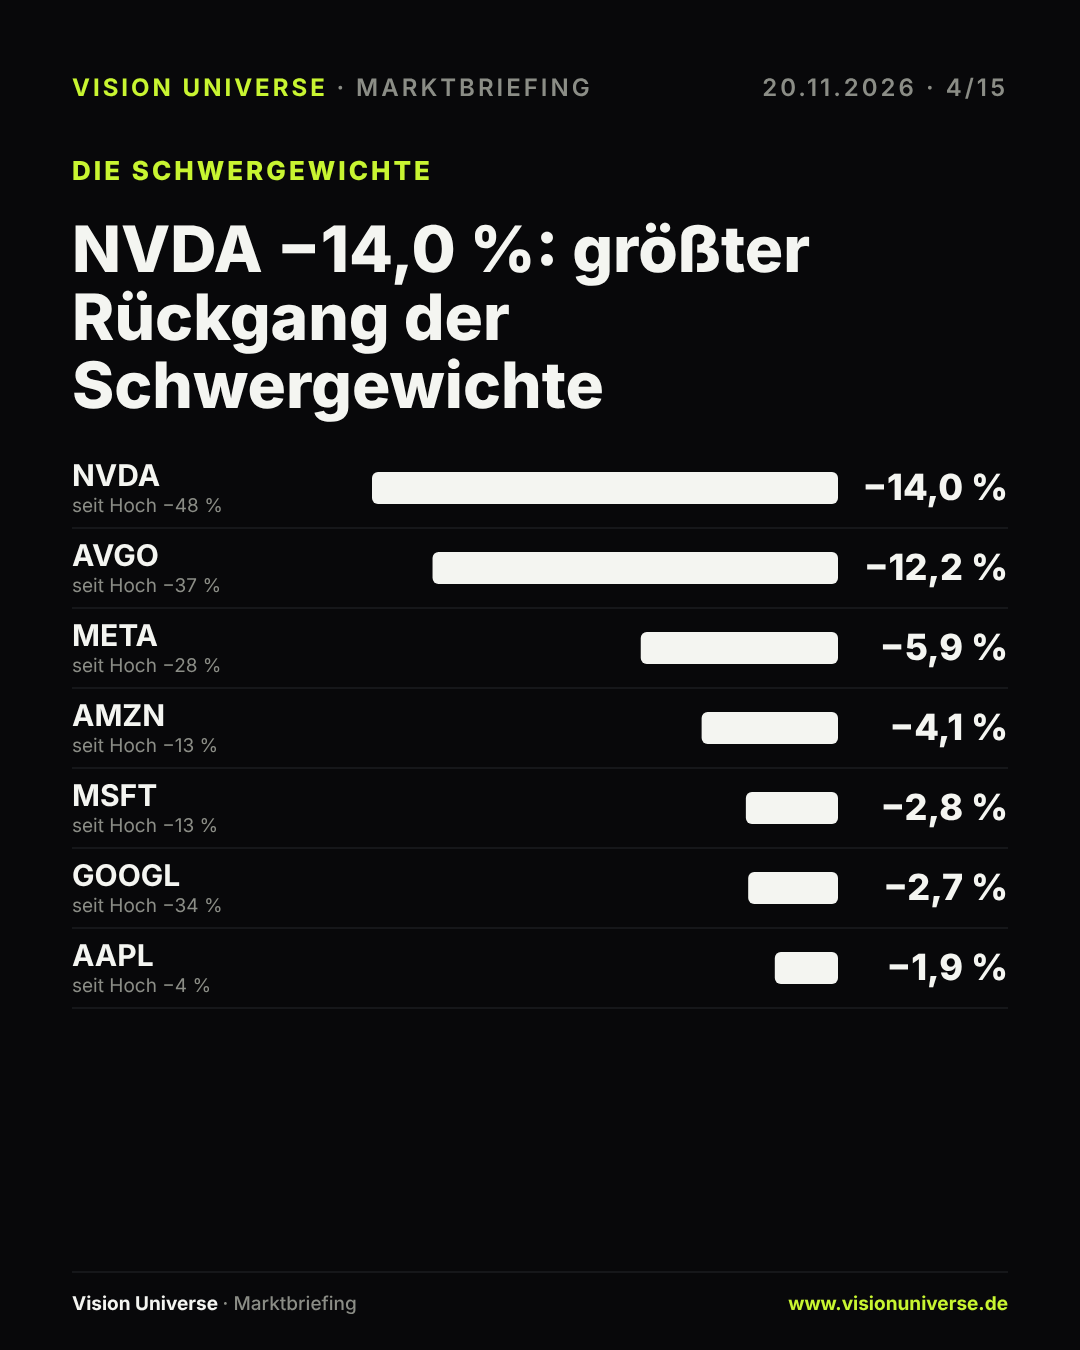 VISION UNIVERSE · MARKTBRIEFING
20.11.2026 · 4/15
DIE SCHWERGEWICHTE
NVDA −14,0 %: größter
Rückgang der
Schwergewichte
NVDA
seit Hoch −48 %
−14,0 %
AVGO
seit Hoch −37 %
−12,2 %
META
seit Hoch −28 %
−5,9 %
AMZN
seit Hoch −13 %
−4,1 %
MSFT
seit Hoch −13 %
−2,8 %
GOOGL
seit Hoch −34 %
−2,7 %
AAPL
seit Hoch −4 %
−1,9 %
Vision Universe · Marktbriefing
www.visionuniverse.de